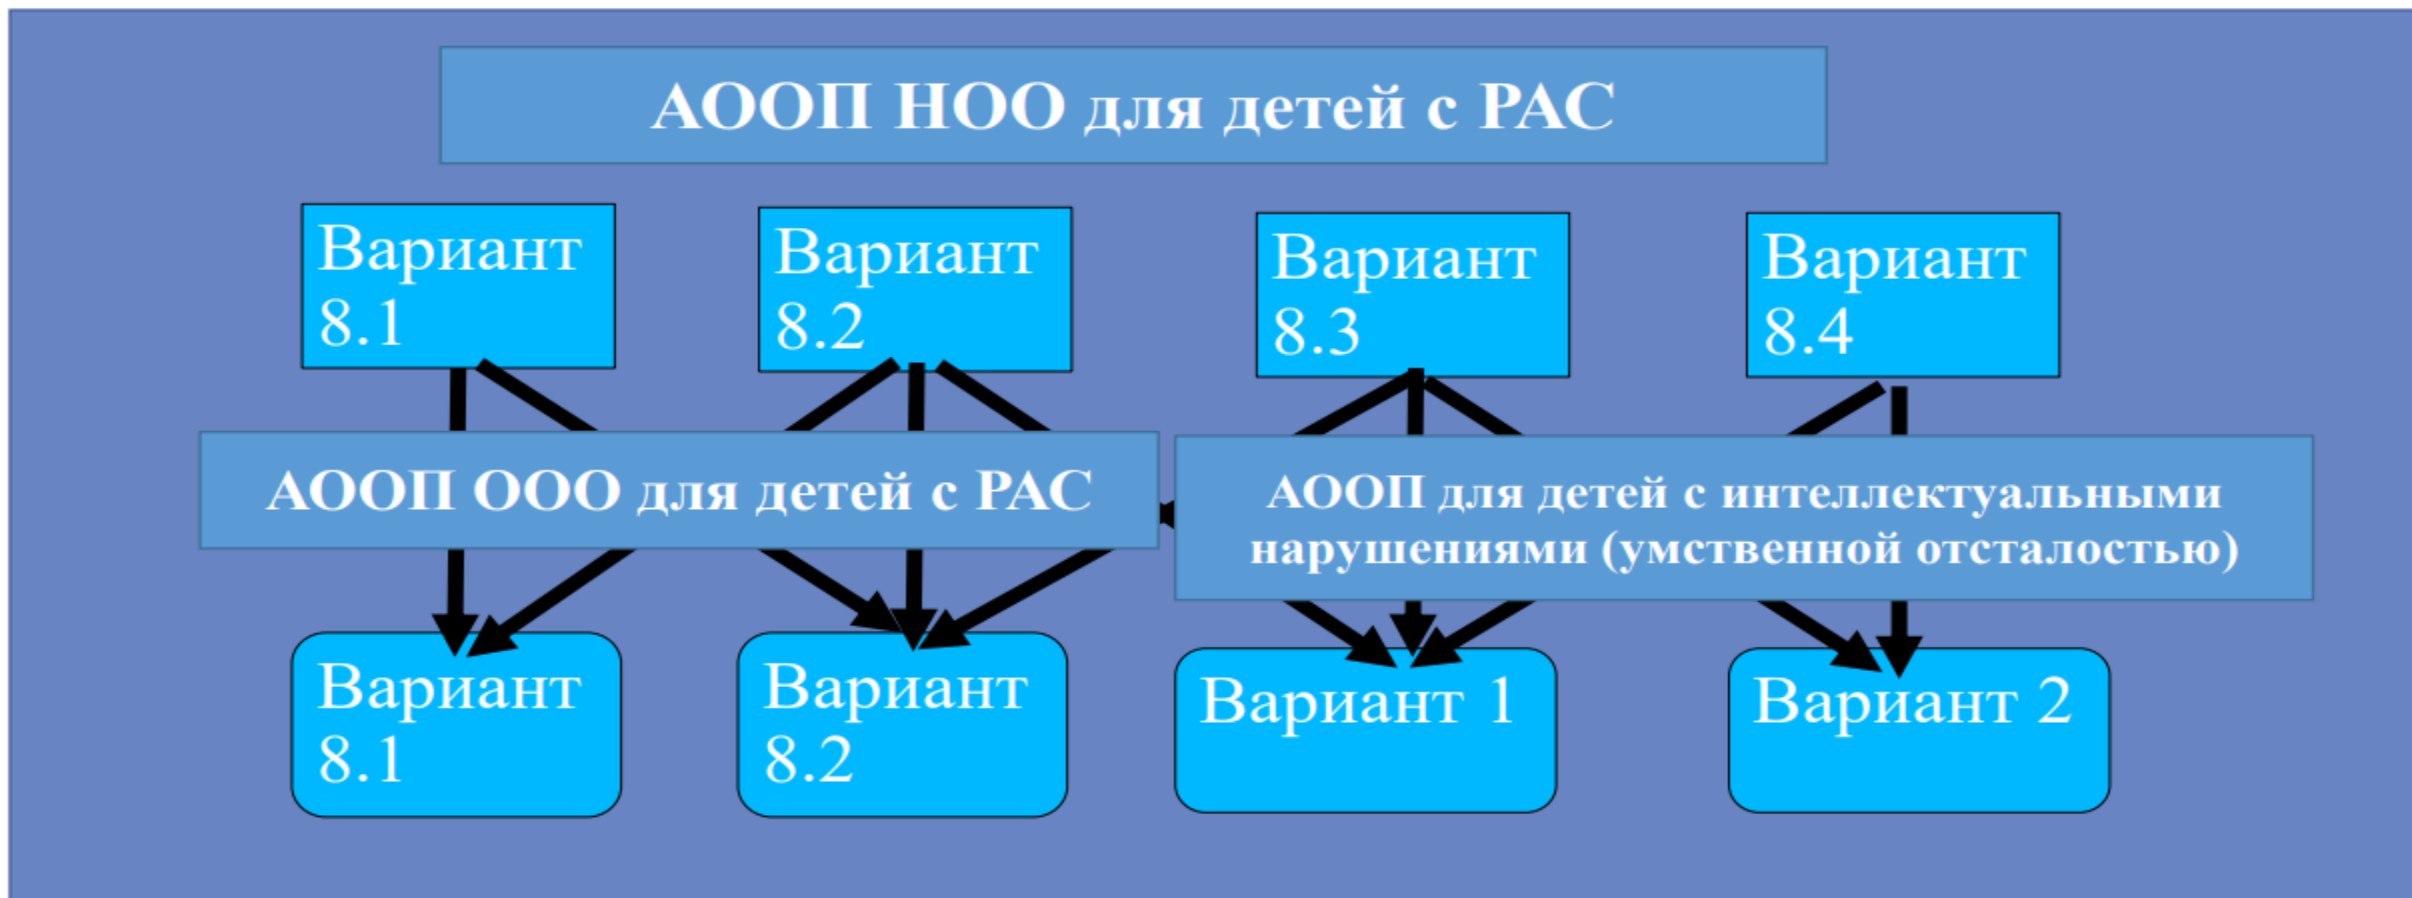 АООП НОО для детей с РАС
Вариант
8.1
Вариант
8.2
Вариант
8.3
Вариант
8.4
АООП ООО для детей с РАС
АООП для детей с интеллектуальными
нарушениями (умственной отсталостью)
Вариант
8.1
Вариант
8.2
Вариант 1
Вариант 2